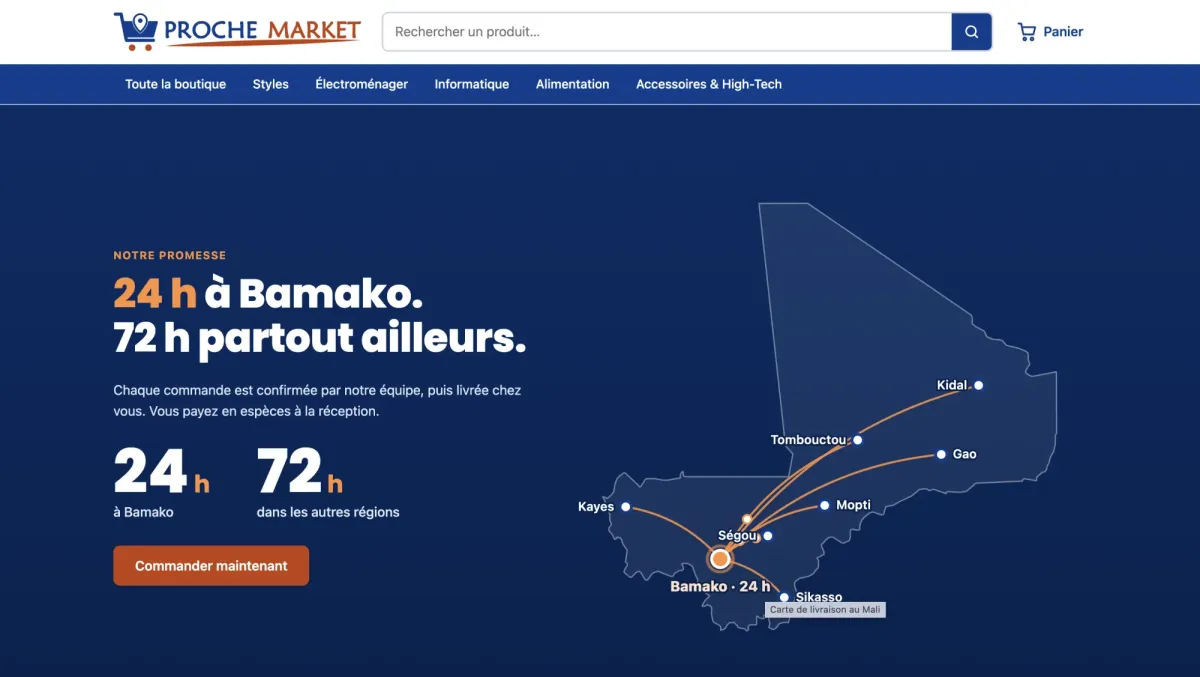 PROCHE MARKET
Rechercher un produit...
Panier
Toute la boutique
Styles
Électroménager
Informatique
Alimentation
Accessoires & High-Tech
NOTRE PROMESSE
24 h à Bamako.
72 h partout ailleurs.
Chaque commande est confirmée par notre équipe, puis livrée chez
vous. Vous payez en espèces à la réception.
24 h
à Bamako
72 h
dans les autres régions
Commander maintenant
Kidal
Tombouctou
Gao
Kayes
Mopti
Ségou
Bamako · 24 h
Sikasso
Carte de livraison au Mali